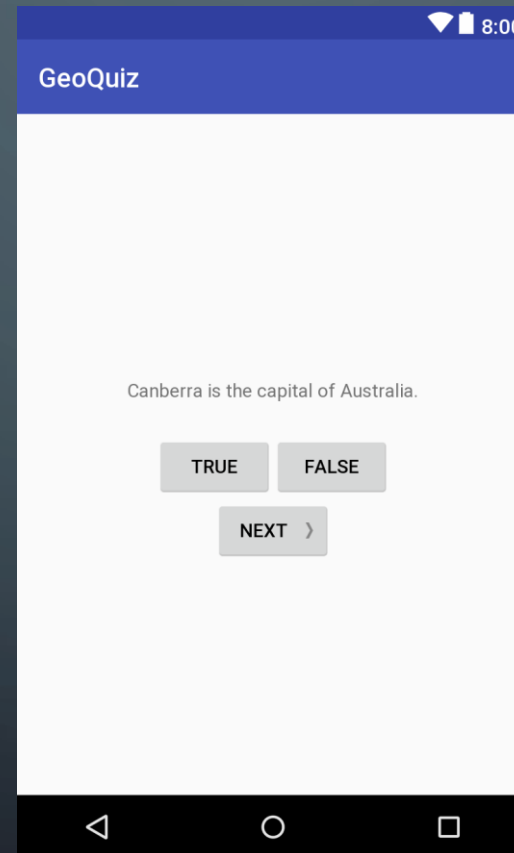 8:00
GeoQuiz
Canberra is the capital of Australia.
TRUE FALSE
NEXT